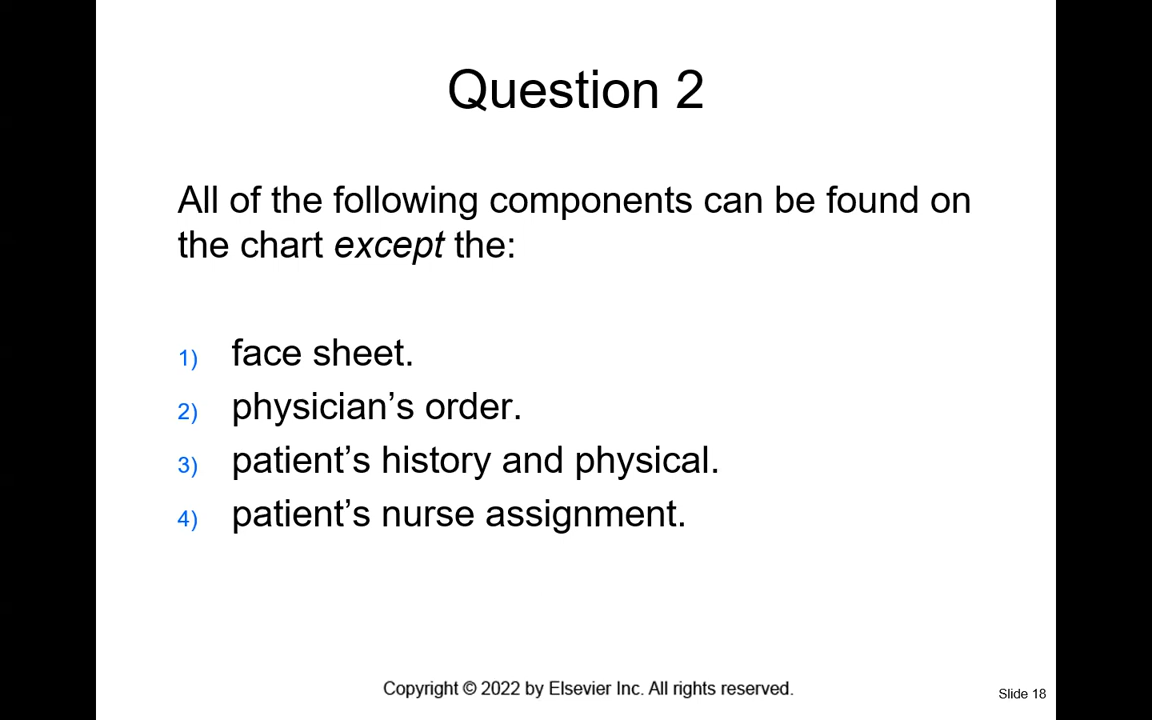 Question 2
All of the following components can be found on
the chart except the:
1) face sheet.
2) physician’s order.
3) patient’s history and physical.
4) patient’s nurse assignment.
Copyright © 2022 by Elsevier Inc. All rights reserved.
Slide 18